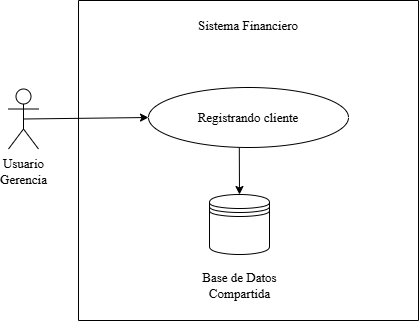 Sistema Financiero
Registrando cliente
Usuario
Gerencia
Base de Datos
Compartida